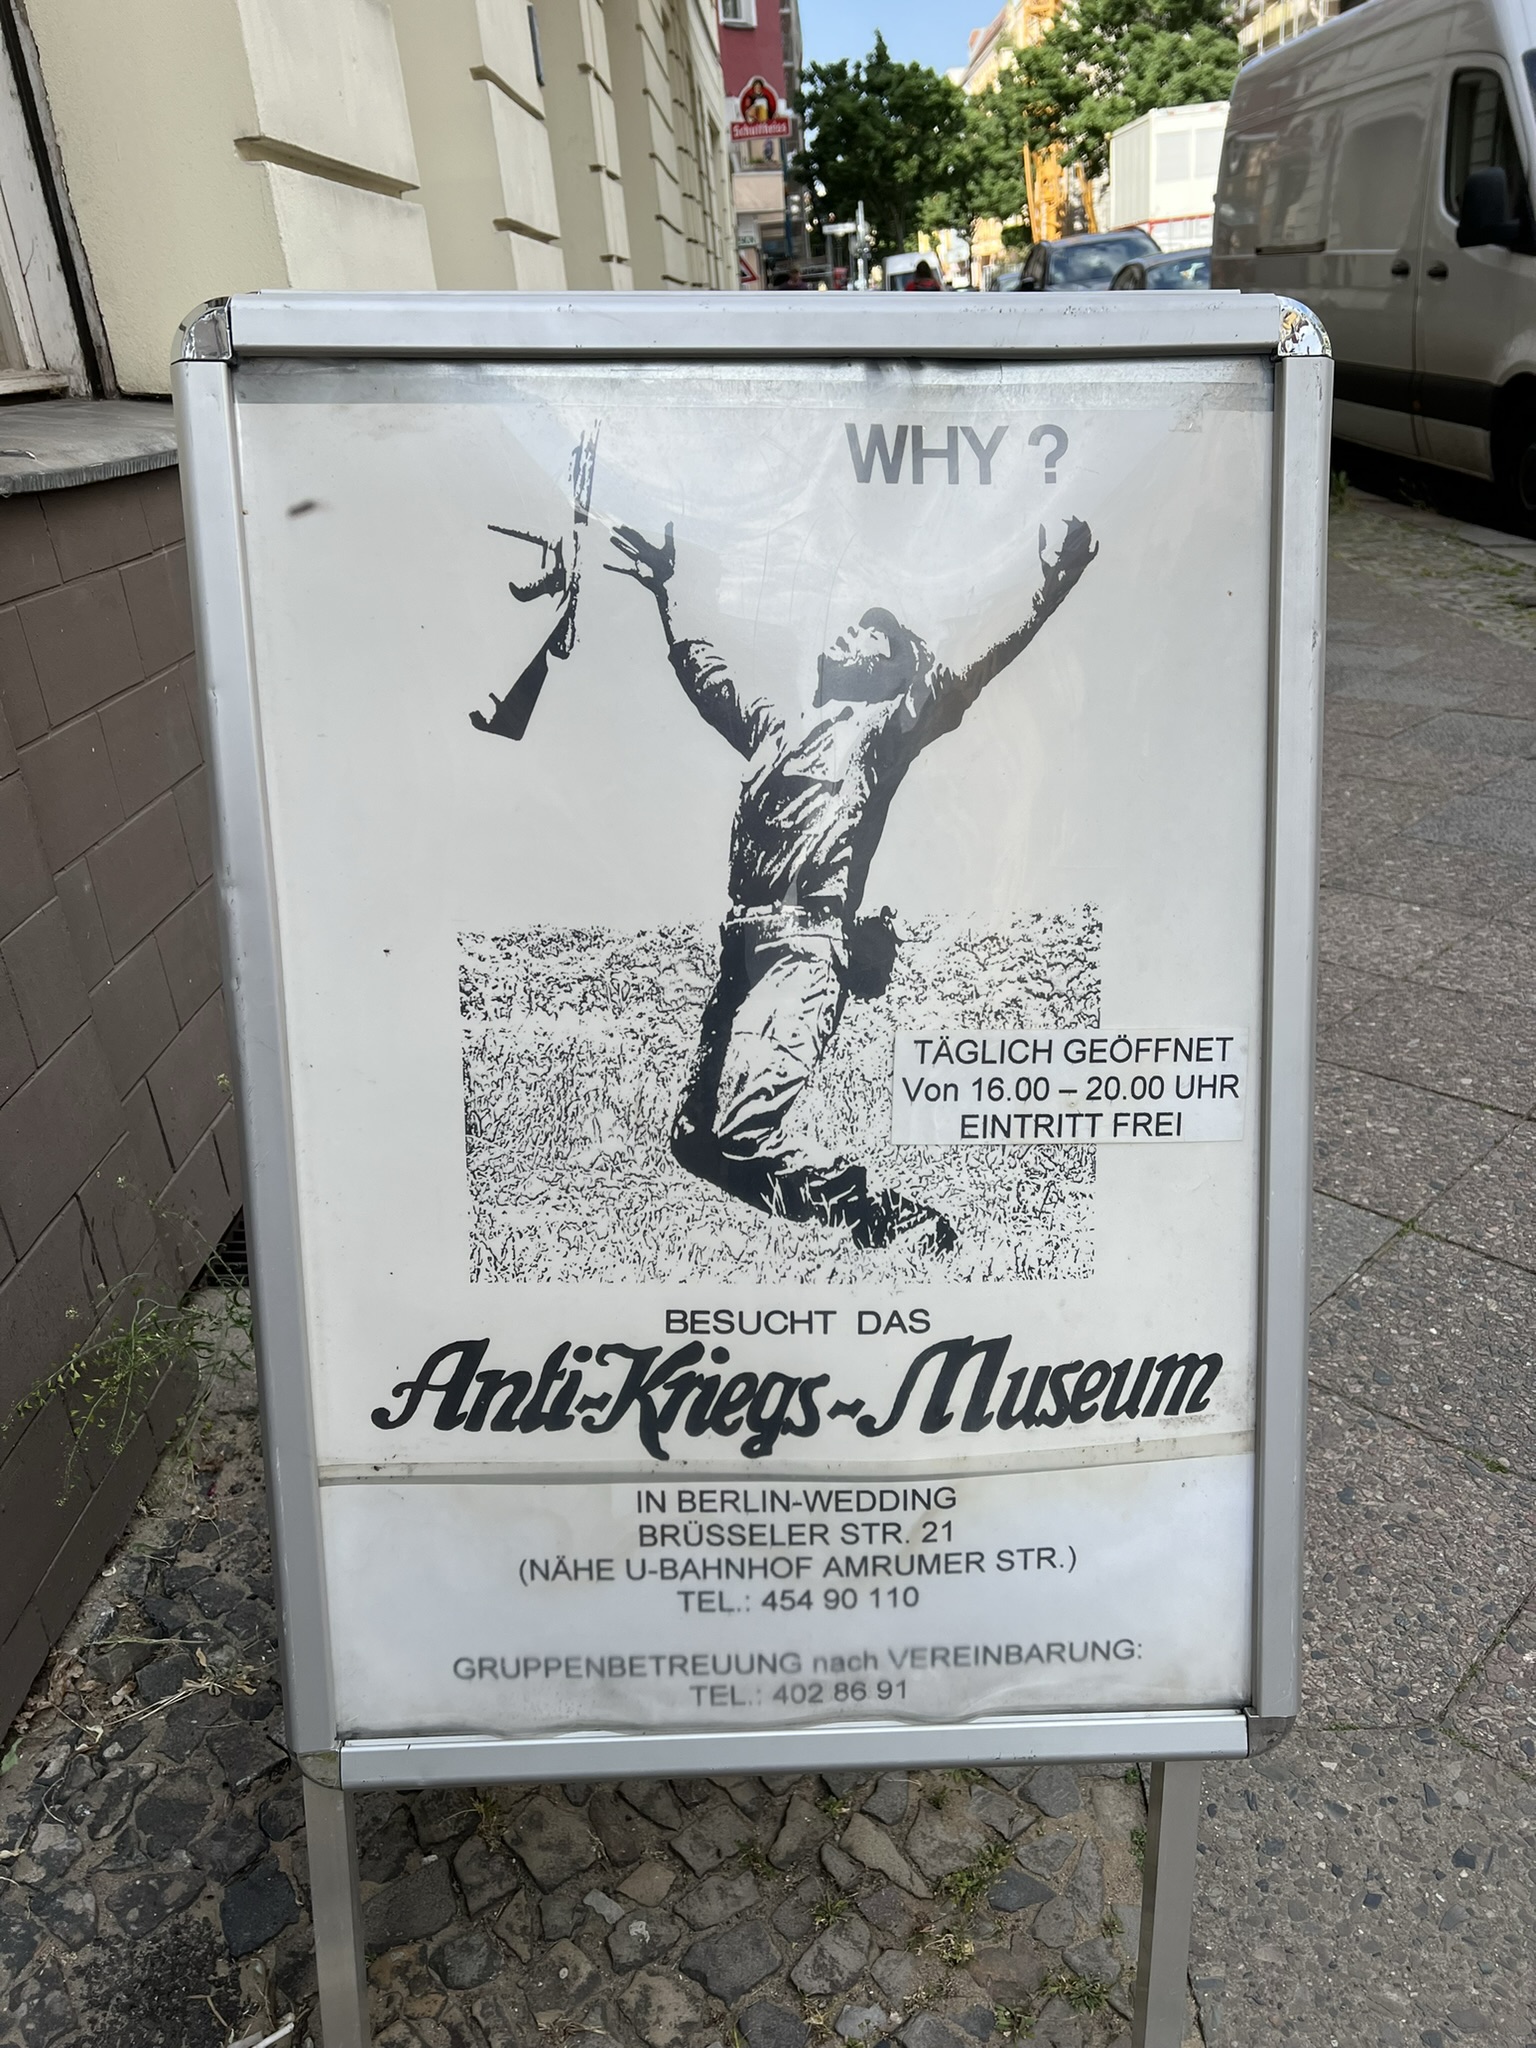 Schultheiss
WHY ?
TÄGLICH GEÖFFNET
Von 16.00 – 20.00 UHR
EINTRITT FREI
BESUCHT DAS
Anti-Kriegs-Museum
IN BERLIN-WEDDING
BRÜSSELER STR. 21
(NÄHE U-BAHNHOF AMRUMER STR.)
TEL.: 454 90 110
GRUPPENBETREUUNG nach VEREINBARUNG:
TEL.: 402 86 91